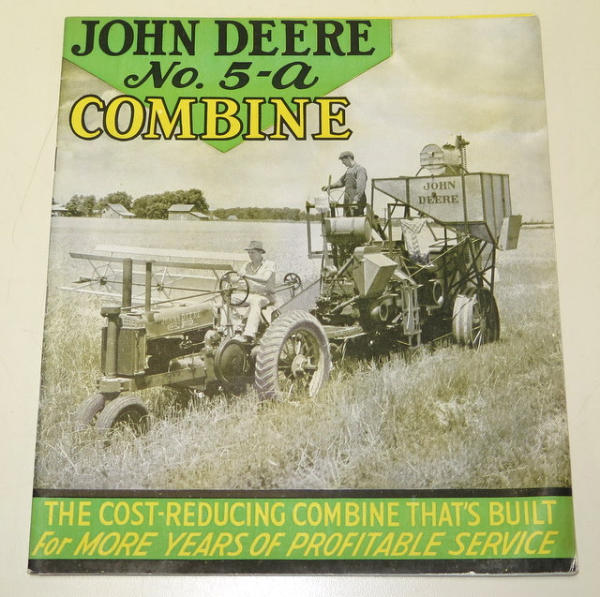 JOHN DEERE
No. 5-a
COMBINE
JOHN
DEERE
THE COST-REDUCING COMBINE THAT'S BUILT
For MORE YEARS OF PROFITABLE SERVICE